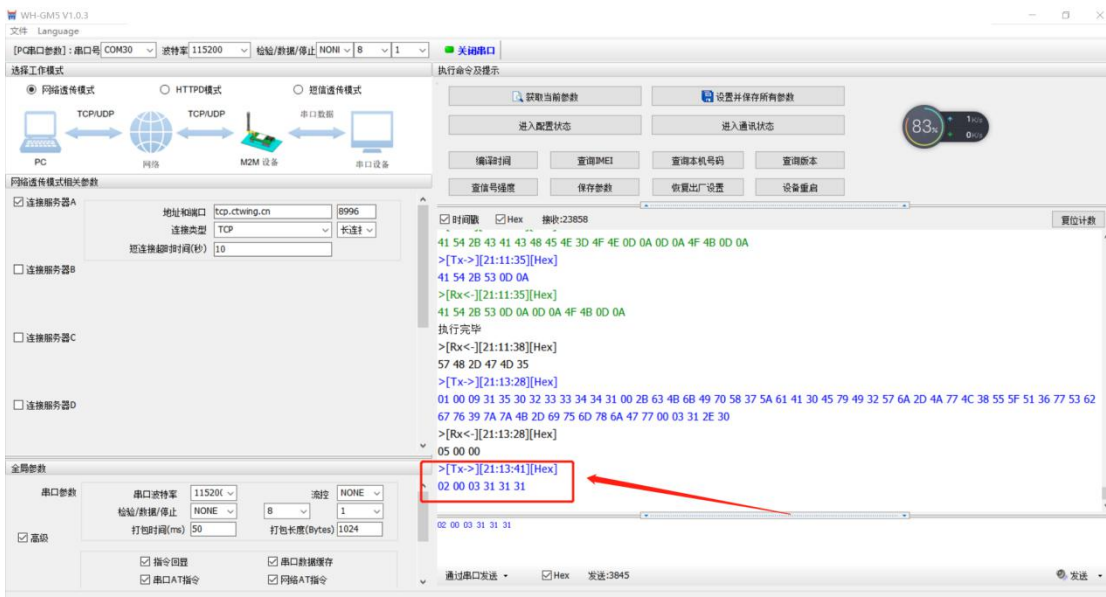 WH-GM5 V1.0.3
文件 Language
[PC串口参数]：串口号 COM30 波特率 115200 检验/数据/停止 NONI 8 1 关闭串口
选择工作模式
网络透传模式 HTTPD模式 短信透传模式
TCP/UDP TCP/UDP 串口数据
PC 网络 M2M 设备 串口设备
网络透传模式相关参数
连接服务器A
地址和端口 tcp.ctwing.cn 8996
连接类型 TCP 长连接
短连接超时时间(秒) 10
连接服务器B
连接服务器C
连接服务器D
全局参数
串口参数 串口波特率 11520( 流控 NONE
检验/数据/停止 NONE 8 1
打包时间(ms) 50 打包长度(Bytes) 1024
高级
指令回显 串口数据缓存
串口AT指令 网络AT指令
执行命令及提示
获取当前参数 设置并保存所有参数
进入配置状态 进入通讯状态
编译时间 查询IMEI 查询本机号码 查询版本
查信号强度 保存参数 恢复出厂设置 设备重启
83%
时间戳 Hex 接收:23858 复位计数
41 54 2B 43 41 43 48 45 4E 3D 4F 4E 0D 0A 0D 0A 4F 4B 0D 0A
>[Tx->][21:11:35][Hex]
41 54 2B 53 0D 0A
>[Rx<-][21:11:35][Hex]
41 54 2B 53 0D 0A 0D 0A 4F 4B 0D 0A
执行完毕
>[Rx<-][21:11:38][Hex]
57 48 2D 47 4D 35
>[Tx->][21:13:28][Hex]
01 00 09 31 35 30 32 33 33 34 34 31 00 2B 63 4B 6B 49 70 58 37 5A 61 41 30 45 79 49 32 57 6A 2D 4A 77 4C 38 55 5F 51 36 77 53 62
67 76 39 7A 7A 4B 2D 69 75 6D 78 6A 47 77 00 03 31 2E 30
>[Rx<-][21:13:28][Hex]
05 00 00
>[Tx->][21:13:41][Hex]
02 00 03 31 31 31
02 00 03 31 31 31
通过串口发送 Hex 发送:3845 发送